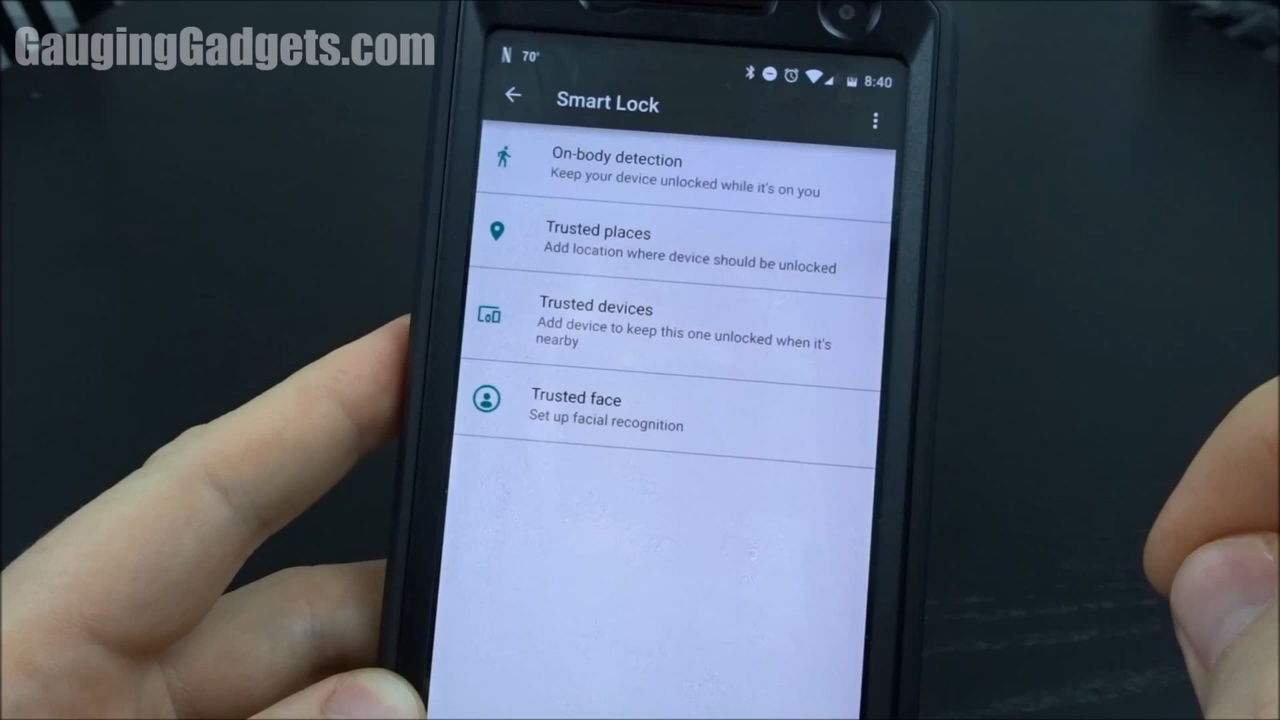 GaugingGadgets.com
N 70° 8:40
Smart Lock
On-body detection
Keep your device unlocked while it's on you
Trusted places
Add location where device should be unlocked
Trusted devices
Add device to keep this one unlocked when it's
nearby
Trusted face
Set up facial recognition